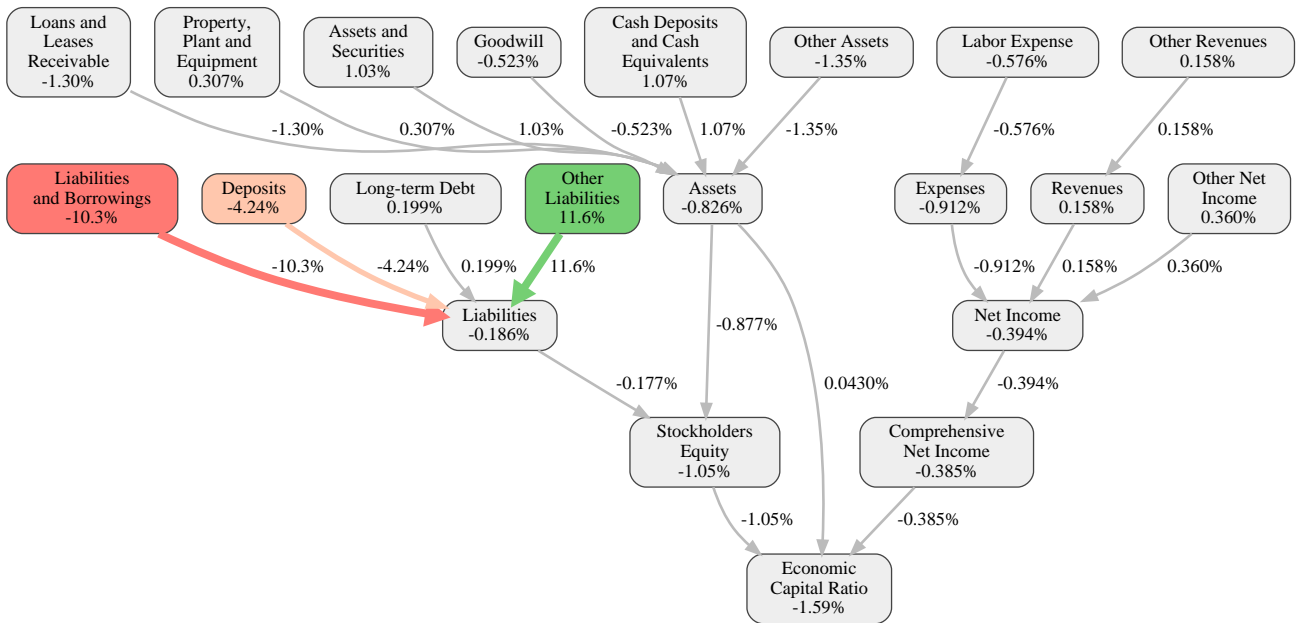 Loans and
Leases
Receivable
-1.30%
Property,
Plant and
Equipment
0.307%
Assets and
Securities
1.03%
Goodwill
-0.523%
Cash Deposits
and Cash
Equivalents
1.07%
Other Assets
-1.35%
Labor Expense
-0.576%
Other Revenues
0.158%
-1.30%
0.307%
1.03%
-0.523%
1.07%
-1.35%
-0.576%
0.158%
Liabilities
and Borrowings
-10.3%
Deposits
-4.24%
Long-term Debt
0.199%
Other
Liabilities
11.6%
Assets
-0.826%
Expenses
-0.912%
Revenues
0.158%
Other Net
Income
0.360%
-10.3%
-4.24%
0.199%
11.6%
-0.912%
0.158%
0.360%
Liabilities
-0.186%
-0.877%
Net Income
-0.394%
-0.177%
0.0430%
-0.394%
Stockholders
Equity
-1.05%
Comprehensive
Net Income
-0.385%
-1.05%
-0.385%
Economic
Capital Ratio
-1.59%